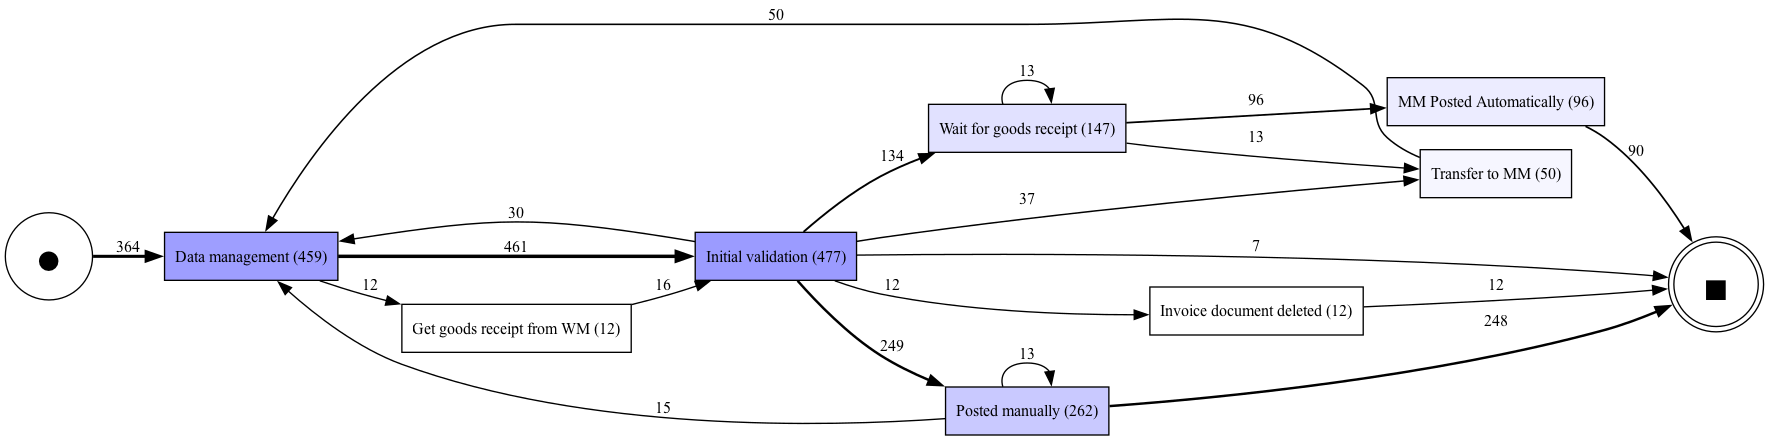 50
13
MM Posted Automatically (96)
96
Wait for goods receipt (147)
13
134
90
Transfer to MM (50)
37
30
364
461
7
Data management (459)
Initial validation (477)
12
16
12
12
Invoice document deleted (12)
Get goods receipt from WM (12)
248
249
13
15
Posted manually (262)